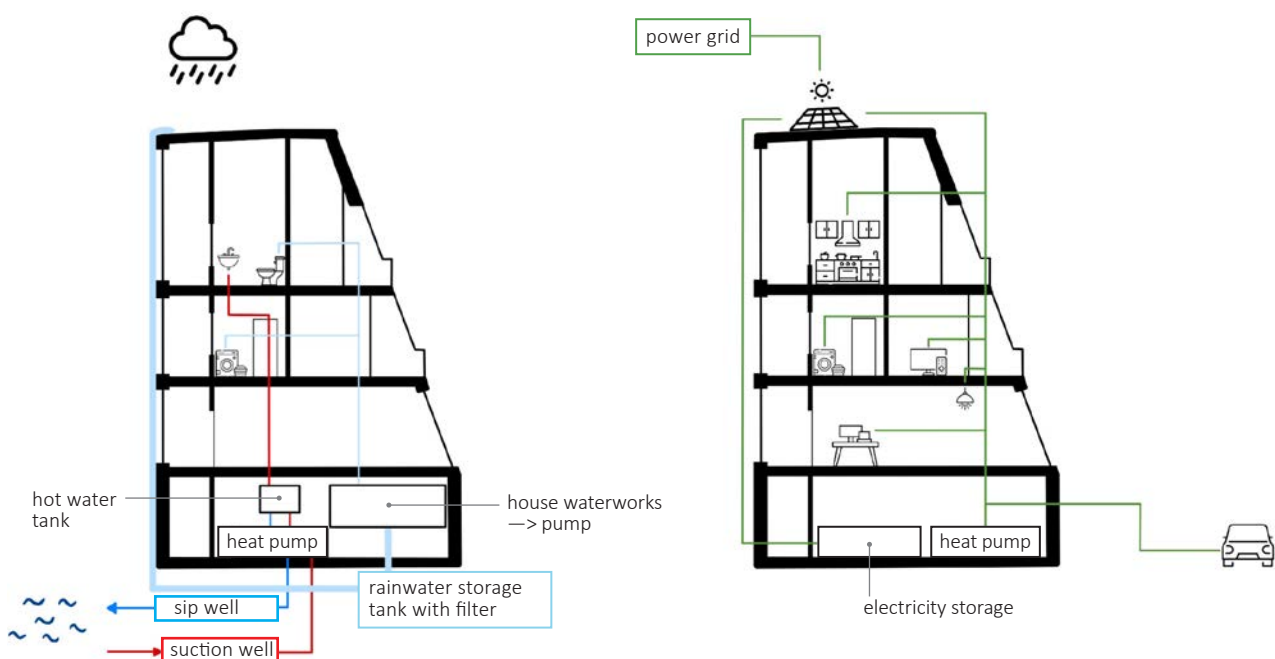 power grid
hot water
tank
heat pump
house waterworks
—> pump
rainwater storage
tank with filter
sip well
suction well
heat pump
electricity storage